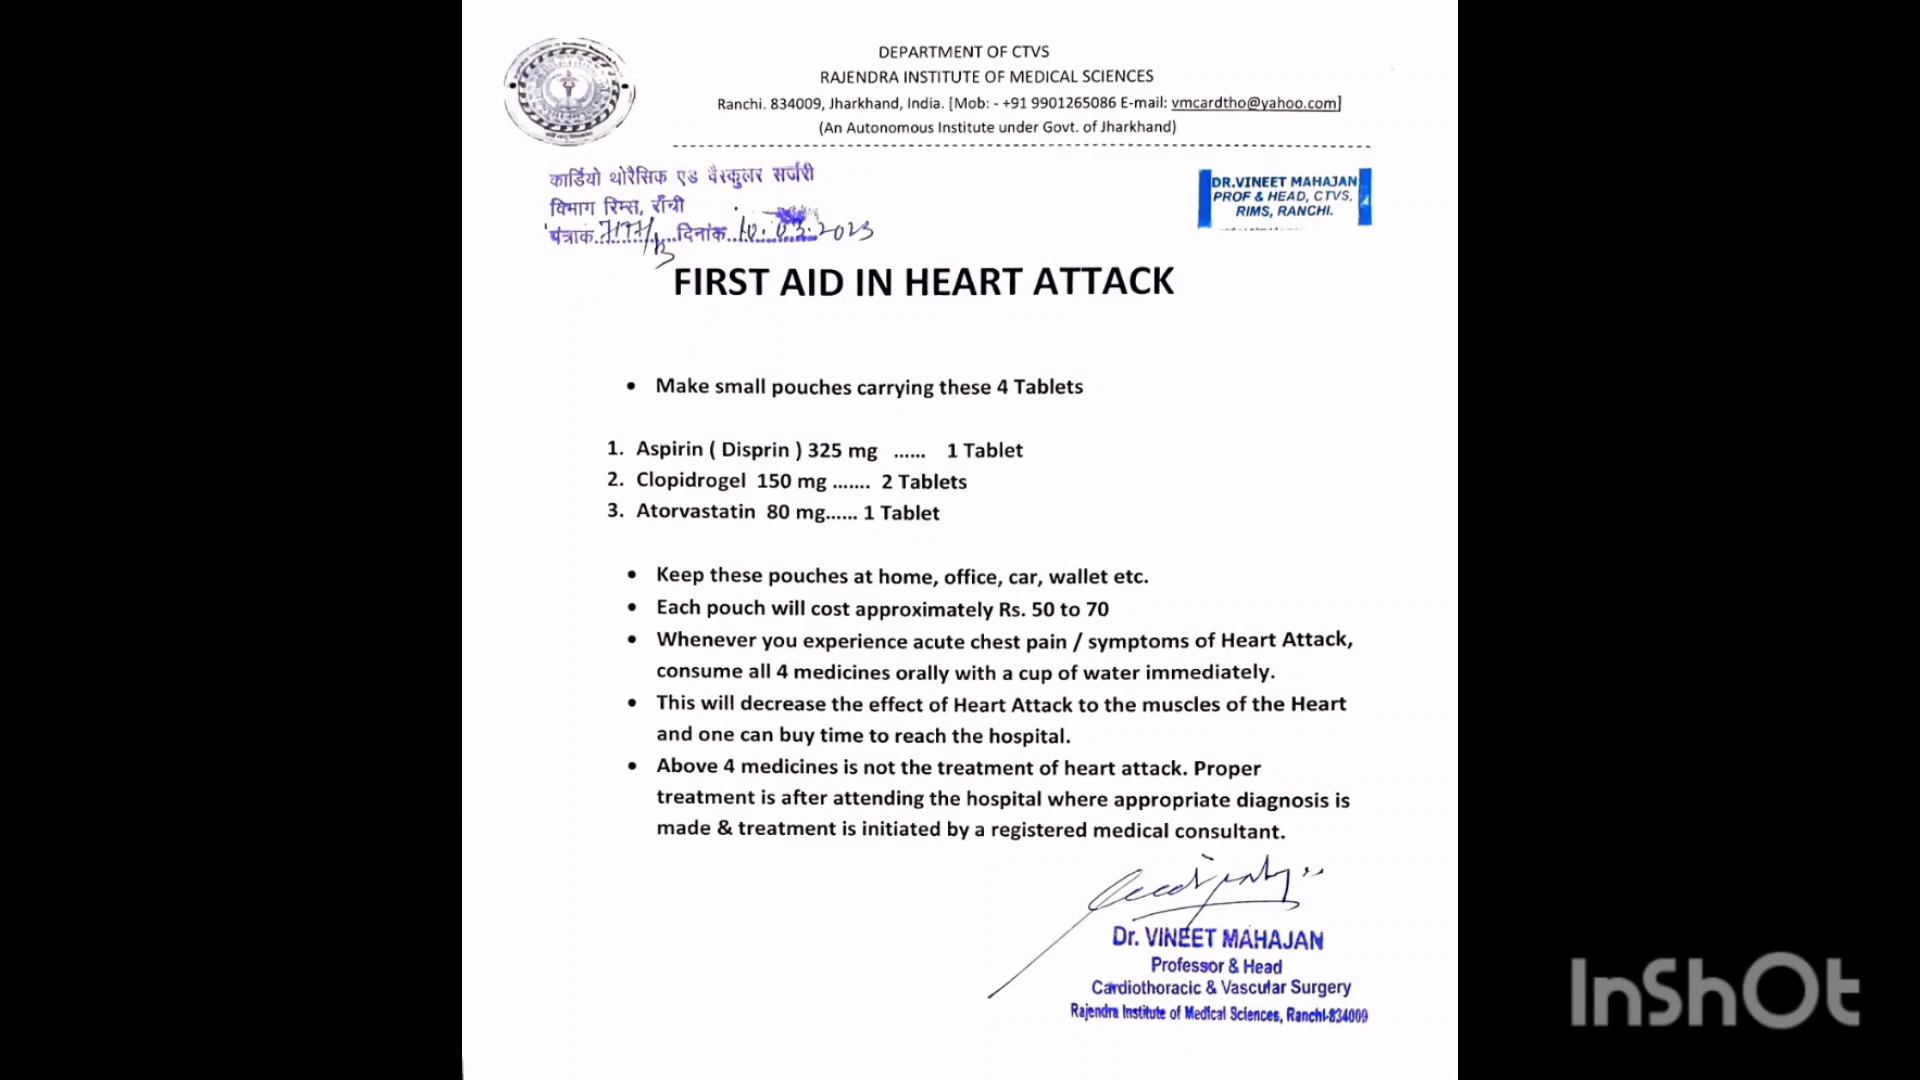 DEPARTMENT OF CTVS
RAJENDRA INSTITUTE OF MEDICAL SCIENCES
Ranchi. 834009, Jharkhand, India. [Mob: - +91 9901265086 E-mail: vmcardtho@yahoo.com]
(An Autonomous Institute under Govt. of Jharkhand)
कार्डियो थोरैसिक एड वैस्कुलर सर्जरी
विभाग रिम्स, राँची
पत्रांक दिनांक 10.03.2023
DR.VINEET MAHAJAN
PROF & HEAD, CTVS,
RIMS, RANCHI.
FIRST AID IN HEART ATTACK
• Make small pouches carrying these 4 Tablets
1. Aspirin ( Disprin ) 325 mg ...... 1 Tablet
2. Clopidrogel 150 mg ....... 2 Tablets
3. Atorvastatin 80 mg...... 1 Tablet
• Keep these pouches at home, office, car, wallet etc.
• Each pouch will cost approximately Rs. 50 to 70
• Whenever you experience acute chest pain / symptoms of Heart Attack,
consume all 4 medicines orally with a cup of water immediately.
• This will decrease the effect of Heart Attack to the muscles of the Heart
and one can buy time to reach the hospital.
• Above 4 medicines is not the treatment of heart attack. Proper
treatment is after attending the hospital where appropriate diagnosis is
made & treatment is initiated by a registered medical consultant.
Dr. VINEET MAHAJAN
Professor & Head
Cardiothoracic & Vascular Surgery
Rajendra Institute of Medical Sciences, Ranchi-834009
InShOt